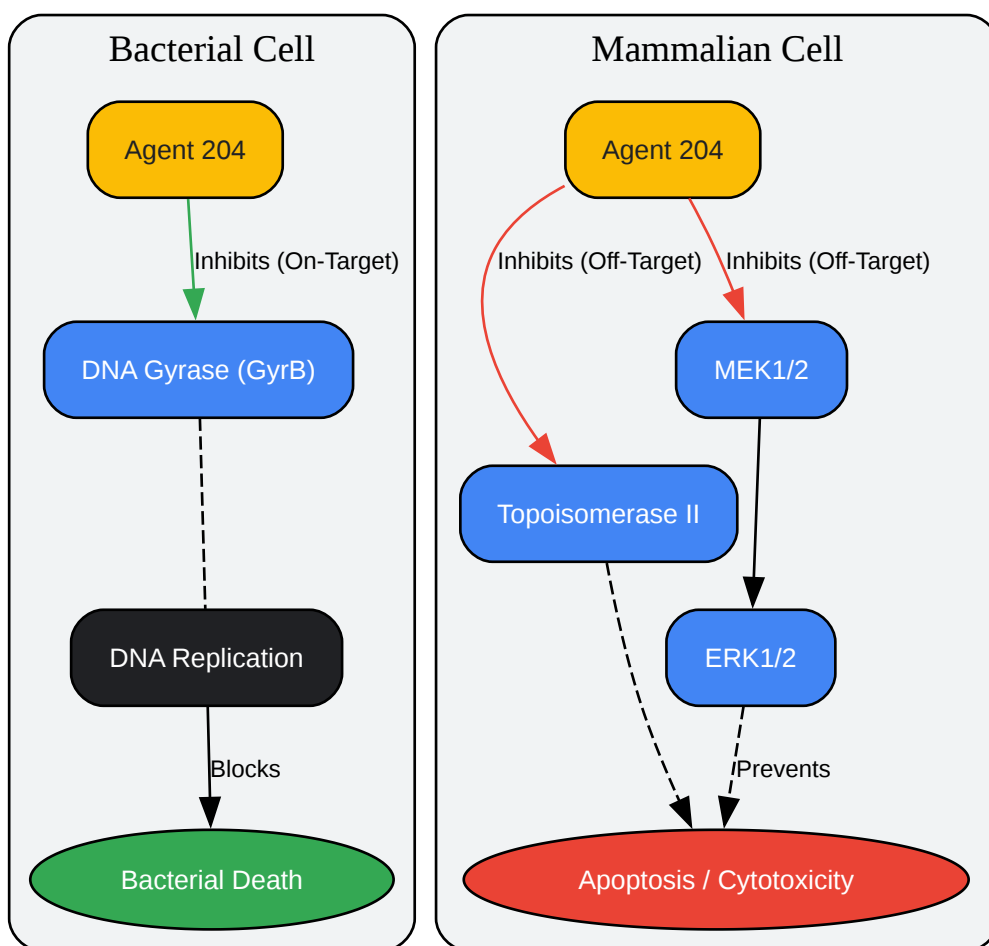 Bacterial Cell
Agent 204
Inhibits (On-Target)
DNA Gyrase (GyrB)
DNA Replication
Blocks
Bacterial Death
Mammalian Cell
Agent 204
Inhibits (Off-Target)
Inhibits (Off-Target)
MEK1/2
Topoisomerase II
ERK1/2
Prevents
Apoptosis / Cytotoxicity